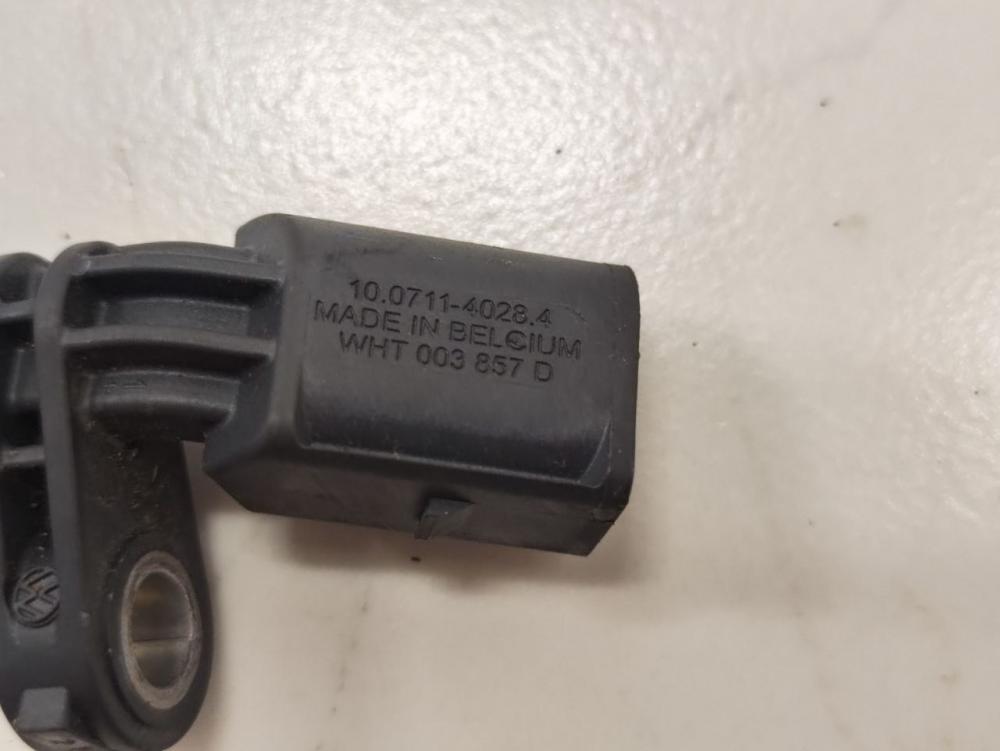 10.0711-4028.4
MADE IN BELGIUM
WHT 003 857 D